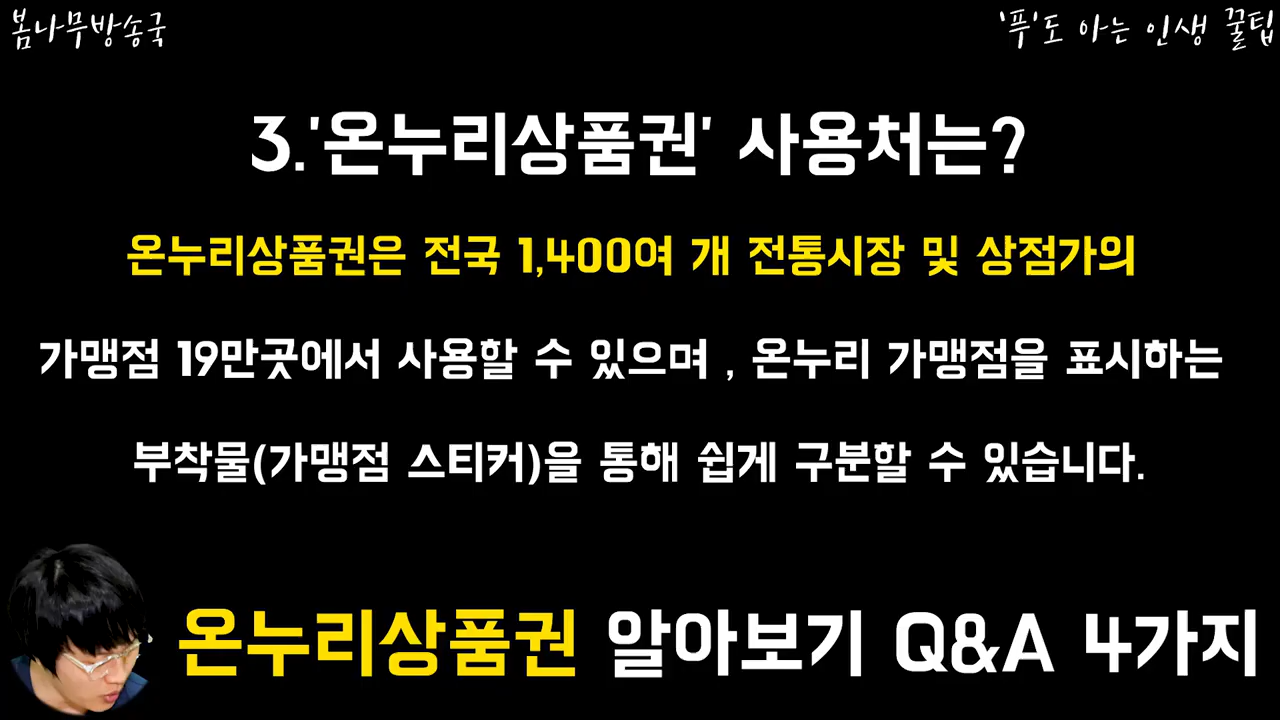 봄나무방송국
'푸'도 아는 인생 꿀팁
3.'온누리상품권' 사용처는?
온누리상품권은 전국 1,400여 개 전통시장 및 상점가의
가맹점 19만곳에서 사용할 수 있으며 , 온누리 가맹점을 표시하는
부착물(가맹점 스티커)을 통해 쉽게 구분할 수 있습니다.
온누리상품권 알아보기 Q&A 4가지